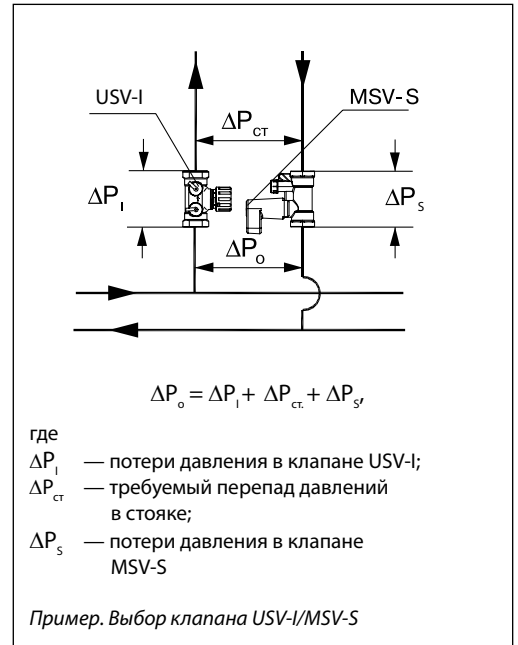 USV-I
MSV-S
ΔPст
ΔPI
ΔPS
ΔPo
ΔPo = ΔPI + ΔPст. + ΔPS,
где
ΔPI — потери давления в клапане USV-I;
ΔPст — требуемый перепад давлений
в стояке;
ΔPS — потери давления в клапане
MSV-S
Пример. Выбор клапана USV-I/MSV-S